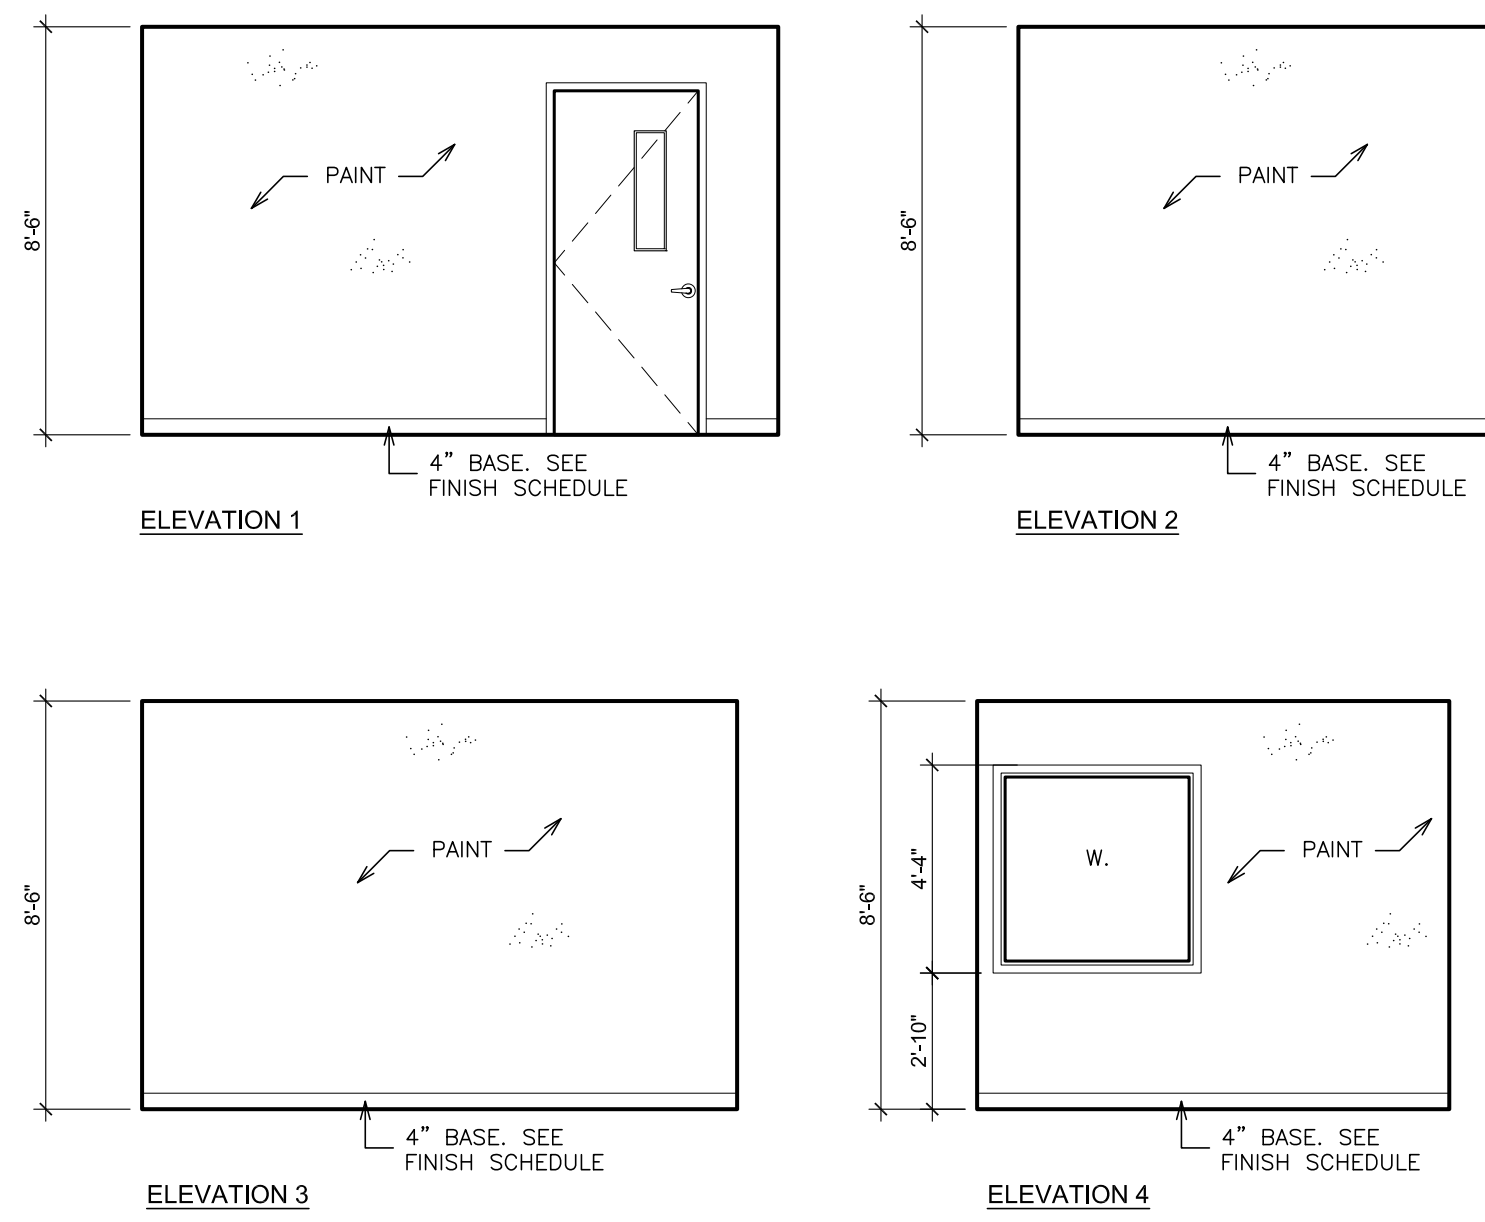 8'-6"
PAINT
4” BASE. SEE
FINISH SCHEDULE
ELEVATION 1
8'-6"
PAINT
4” BASE. SEE
FINISH SCHEDULE
ELEVATION 2
8'-6"
PAINT
4” BASE. SEE
FINISH SCHEDULE
ELEVATION 3
8'-6"
4'-4"
2'-10"
W.
PAINT
4” BASE. SEE
FINISH SCHEDULE
ELEVATION 4